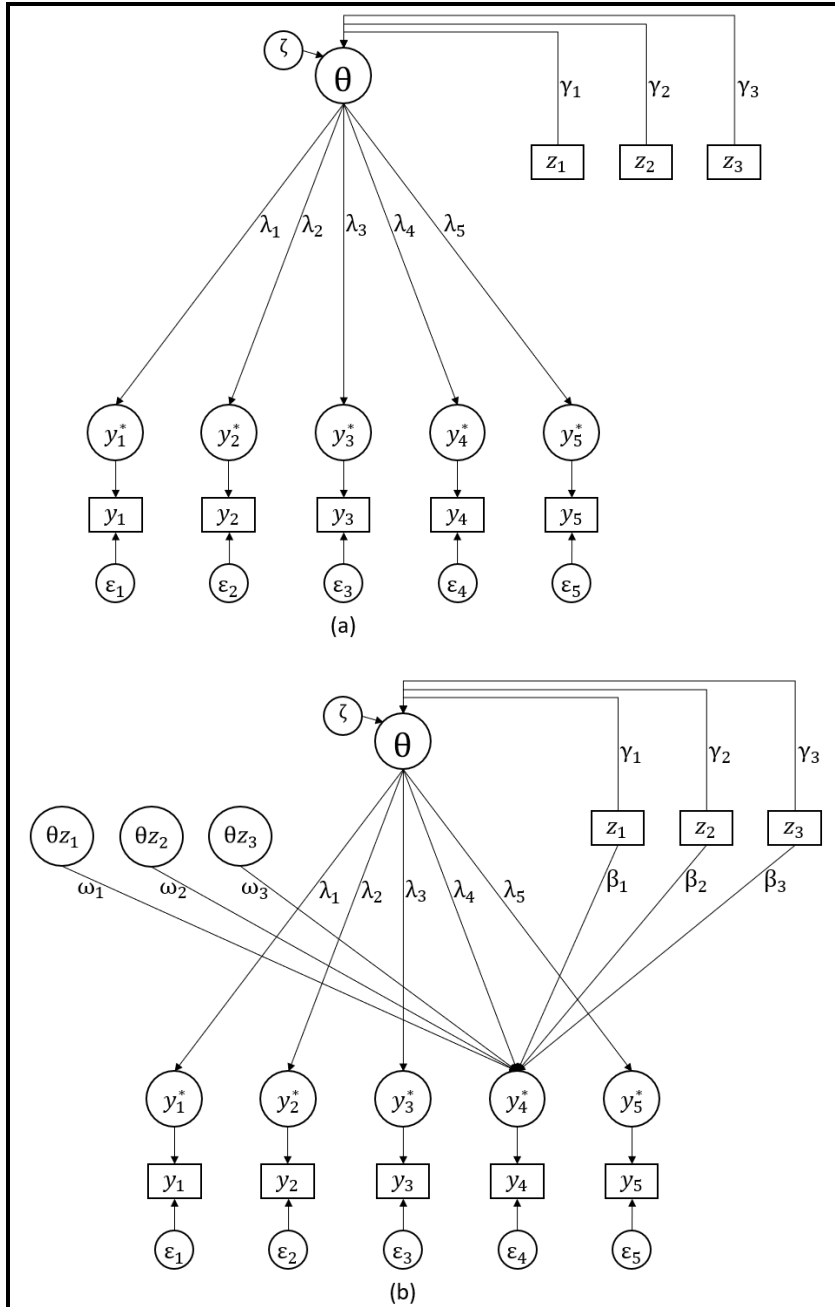 ζ
θ
γ₁ γ₂ γ₃
z₁ z₂ z₃
λ₁ λ₂ λ₃ λ₄ λ₅
y₁* y₂* y₃* y₄* y₅*
y₁ y₂ y₃ y₄ y₅
ε₁ ε₂ ε₃ ε₄ ε₅
(a)
ζ
θ
γ₁ γ₂ γ₃
θz₁ θz₂ θz₃ z₁ z₂ z₃
ω₁ ω₂ ω₃ λ₁ λ₂ λ₃ λ₄ λ₅ β₁ β₂ β₃
y₁* y₂* y₃* y₄* y₅*
y₁ y₂ y₃ y₄ y₅
ε₁ ε₂ ε₃ ε₄ ε₅
(b)